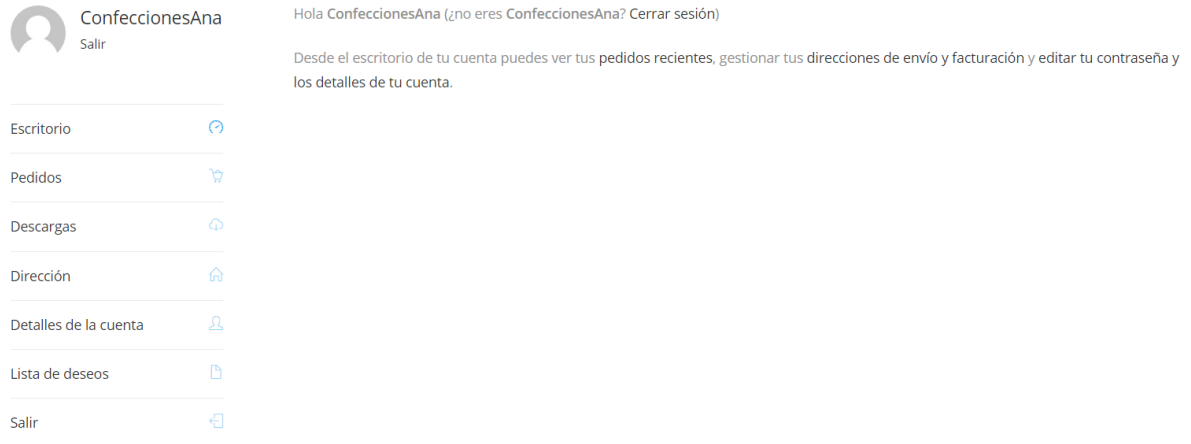 ConfeccionesAna
Salir
Escritorio
Pedidos
Descargas
Dirección
Detalles de la cuenta
Lista de deseos
Salir
Hola ConfeccionesAna (¿no eres ConfeccionesAna? Cerrar sesión)
Desde el escritorio de tu cuenta puedes ver tus pedidos recientes, gestionar tus direcciones de envío y facturación y editar tu contraseña y
los detalles de tu cuenta.